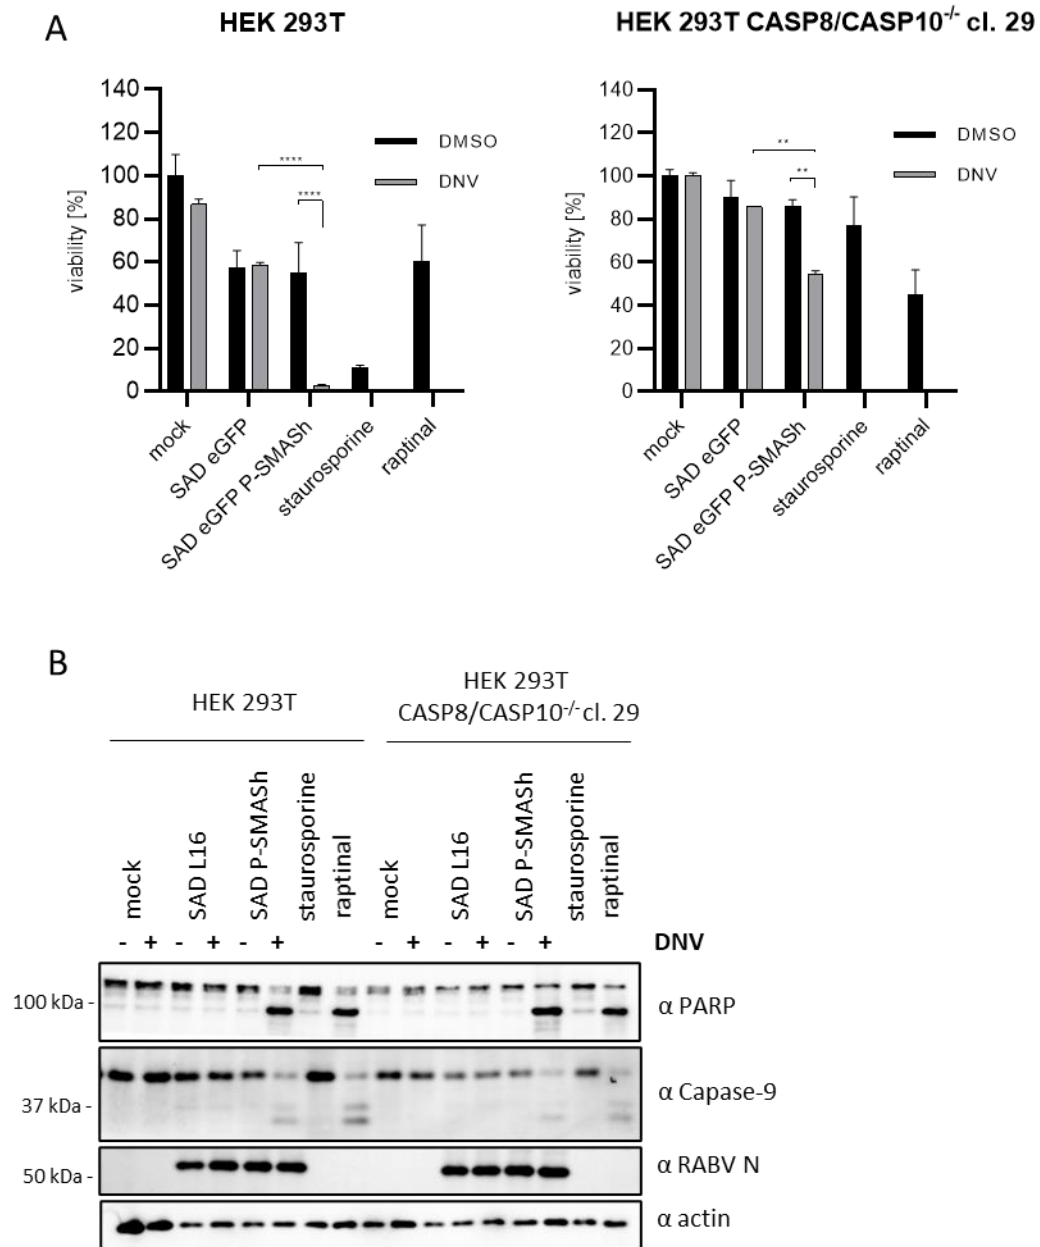 A
HEK 293T
HEK 293T CASP8/CASP10-/- cl. 29
140
120
100
80
60
40
20
0
viability [%]
DMSO
DNV
****
****
mock
SAD eGFP
SAD eGFP P-SMASh
staurosporine
raptinal
140
120
100
80
60
40
20
0
viability [%]
DMSO
DNV
**
**
mock
SAD eGFP
SAD eGFP P-SMASh
staurosporine
raptinal
B
HEK 293T
HEK 293T
CASP8/CASP10-/- cl. 29
mock
SAD L16
SAD P-SMASh
staurosporine
raptinal
mock
SAD L16
SAD P-SMASh
staurosporine
raptinal
- + - + - + - + - + - + DNV
100 kDa -
α PARP
α Capase-9
37 kDa -
α RABV N
50 kDa -
α actin